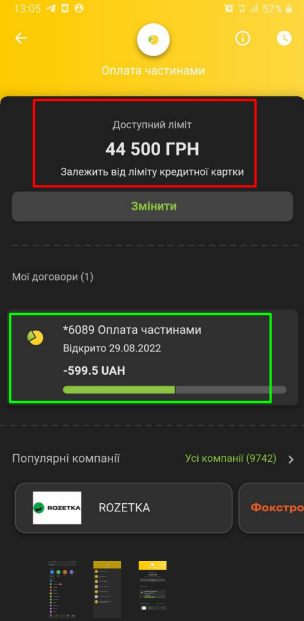 13:05
52%
Оплата частинами
Доступний ліміт
44 500 ГРН
Залежить від ліміту кредитної картки
Змінити
Мої договори (1)
*6089 Оплата частинами
Відкрито 29.08.2022
-599.5 UAH
Популярні компанії
Усі компанії (9742) >
ROZETKA
ROZETKA
Фокстро